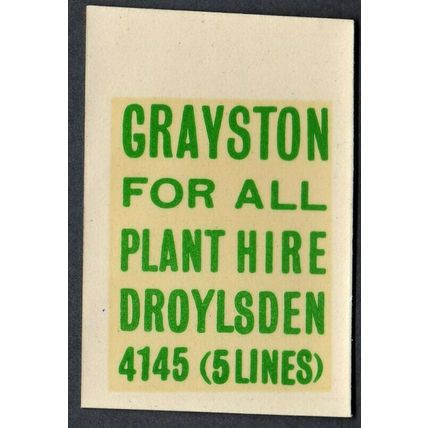 GRAYSTON
FOR ALL
PLANT HIRE
DROYLSDEN
4145 (5 LINES)